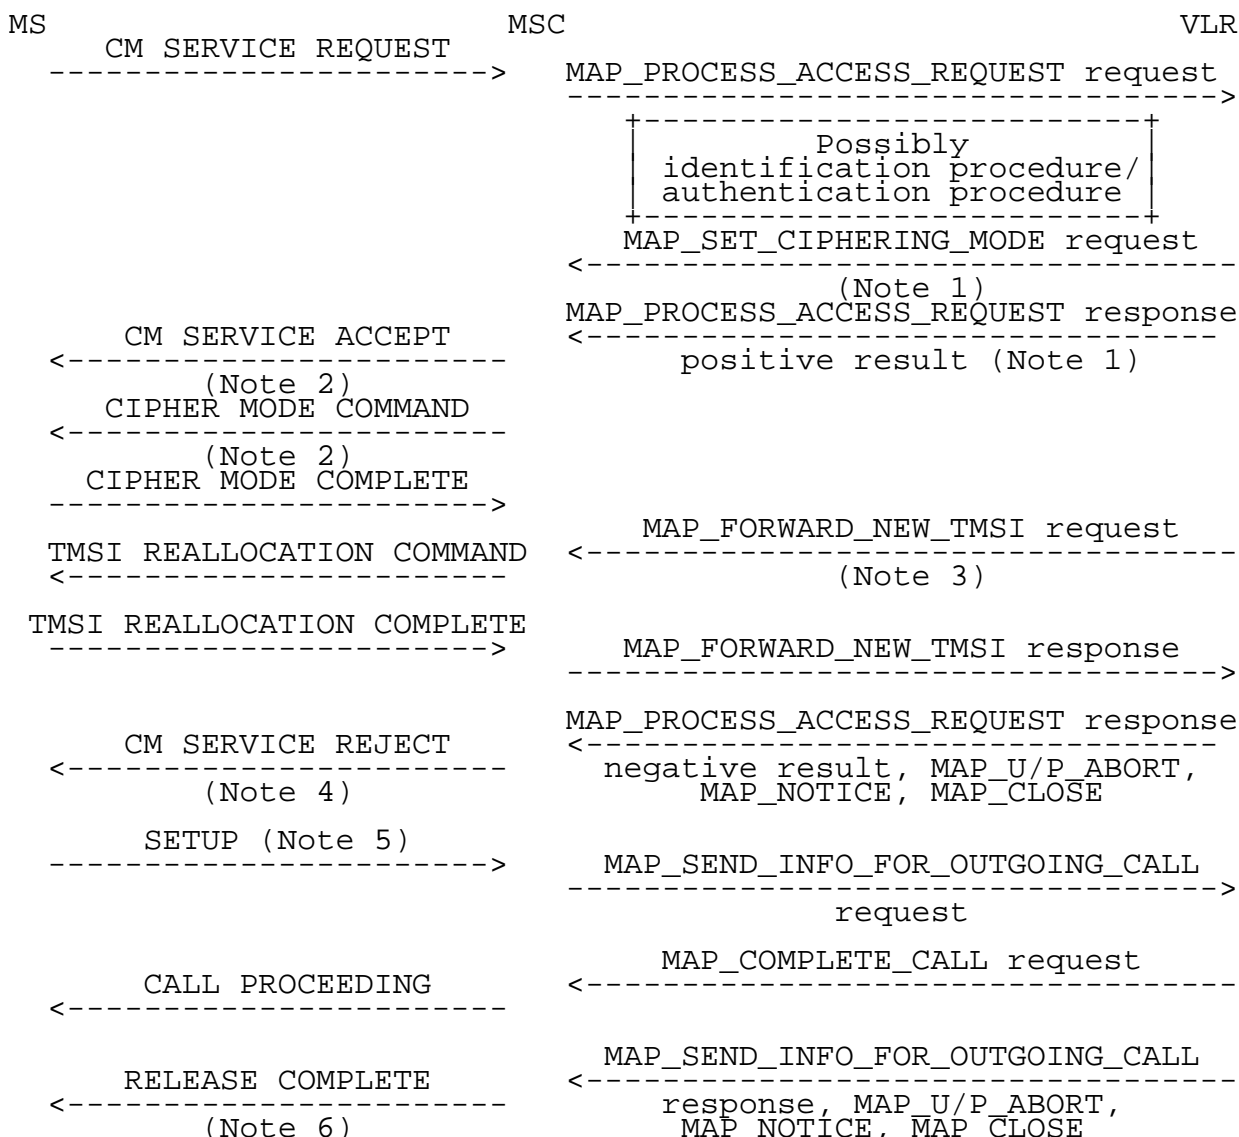 MS MSC VLR
CM SERVICE REQUEST
-----------------------> MAP_PROCESS_ACCESS_REQUEST request
---------------------------------->
+--------------------------+
| Possibly |
| identification procedure/|
| authentication procedure |
+--------------------------+
MAP_SET_CIPHERING_MODE request
<----------------------------------
(Note 1)
MAP_PROCESS_ACCESS_REQUEST response
CM SERVICE ACCEPT <---------------------------------
<----------------------- positive result (Note 1)
(Note 2)
CIPHER MODE COMMAND
<-----------------------
(Note 2)
CIPHER MODE COMPLETE
----------------------->
MAP_FORWARD_NEW_TMSI request
TMSI REALLOCATION COMMAND <----------------------------------
<----------------------- (Note 3)
TMSI REALLOCATION COMPLETE
-----------------------> MAP_FORWARD_NEW_TMSI response
---------------------------------->
MAP_PROCESS_ACCESS_REQUEST response
CM SERVICE REJECT <---------------------------------
<----------------------- negative result, MAP_U/P_ABORT,
(Note 4) MAP_NOTICE, MAP_CLOSE
SETUP (Note 5)
-----------------------> MAP_SEND_INFO_FOR_OUTGOING_CALL
---------------------------------->
request
MAP_COMPLETE_CALL request
CALL PROCEEDING <----------------------------------
<-----------------------
MAP_SEND_INFO_FOR_OUTGOING_CALL
RELEASE COMPLETE <----------------------------------
<----------------------- response, MAP_U/P_ABORT,
(Note 6) MAP_NOTICE, MAP_CLOSE